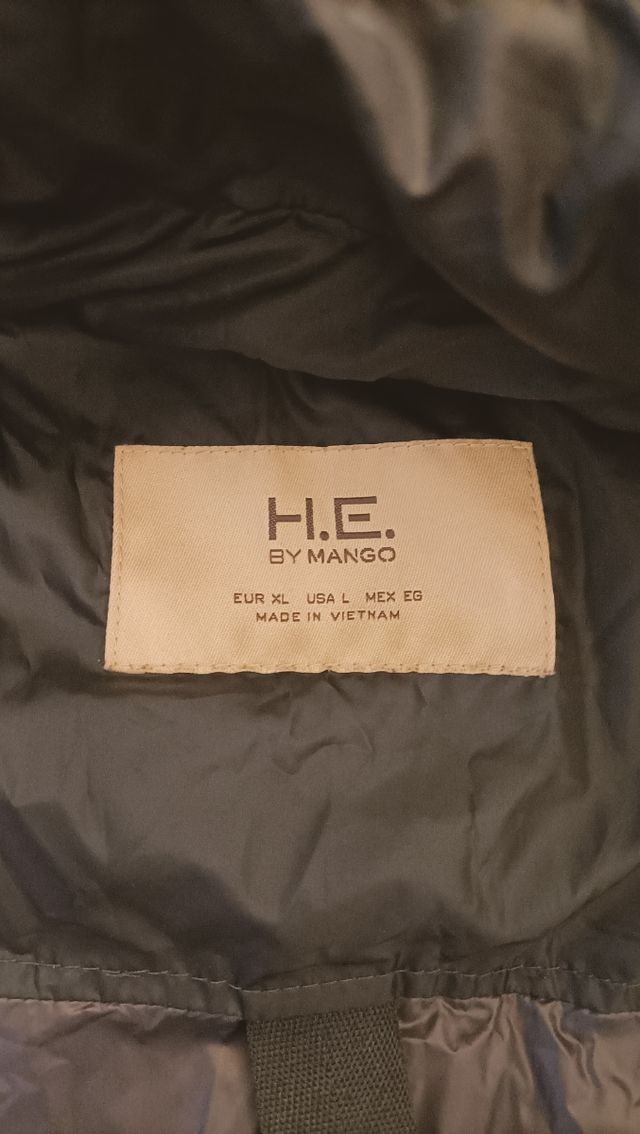 H.E.
BY MANGO
EUR XL USA L MEX EG
MADE IN VIETNAM